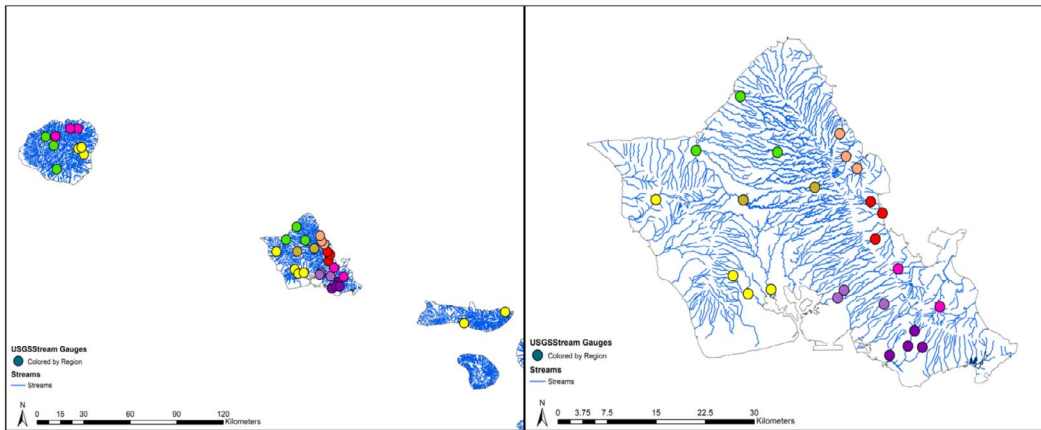 USGSStream Gauges
Colored by Region
Streams
Streams
N
0 15 30 60 90 120
Kilometers
USGSStream Gauges
Colored by Region
Streams
Streams
N
0 3.75 7.5 15 22.5 30
Kilometers